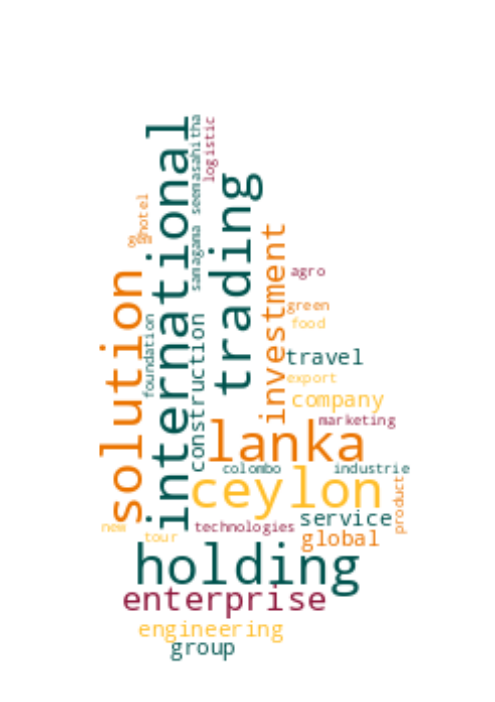 international
samagama seemasahitha
logistic
hotel
trading
solution
investment
agro
green
food
foundation
construction
travel
export
company
marketing
lanka
colombo
industrie
ceylon
product
service
new
technologies
tour
global
holding
enterprise
engineering
group